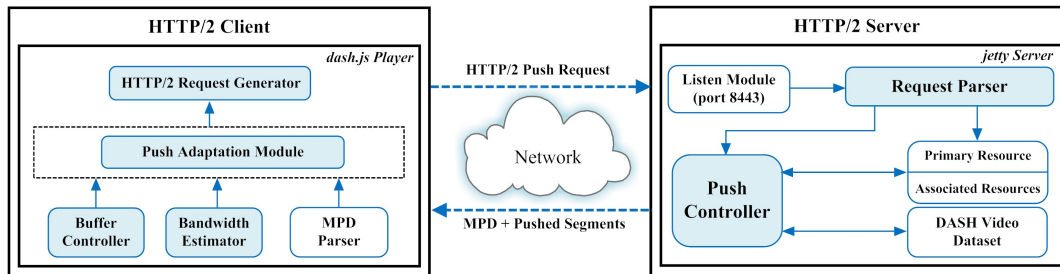 HTTP/2 Client
dash.js Player
HTTP/2 Request Generator
Push Adaptation Module
Buffer
Controller
Bandwidth
Estimator
MPD
Parser
HTTP/2 Push Request
Network
MPD + Pushed Segments
HTTP/2 Server
jetty Server
Listen Module
(port 8443)
Request Parser
Push
Controller
Primary Resource
Associated Resources
DASH Video
Dataset